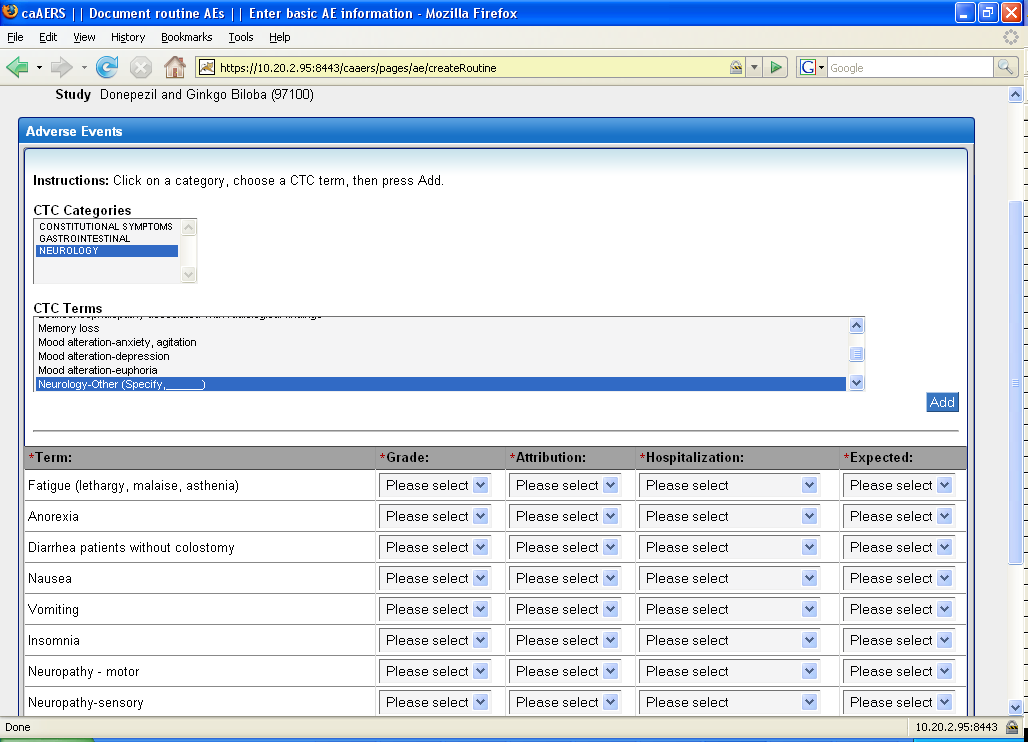 caAERS || Document routine AEs || Enter basic AE information - Mozilla Firefox
File Edit View History Bookmarks Tools Help
https://10.20.2.95:8443/caaers/pages/ae/createRoutine G Google
Study Donepezil and Ginkgo Biloba (97100)
Adverse Events
Instructions: Click on a category, choose a CTC term, then press Add.
CTC Categories
CONSTITUTIONAL SYMPTOMS
GASTROINTESTINAL
NEUROLOGY
CTC Terms
Memory loss
Mood alteration-anxiety, agitation
Mood alteration-depression
Mood alteration-euphoria
Neurology-Other (Specify,______)
Add
*Term: *Grade: *Attribution: *Hospitalization: *Expected:
Fatigue (lethargy, malaise, asthenia) Please select Please select Please select Please select
Anorexia Please select Please select Please select Please select
Diarrhea patients without colostomy Please select Please select Please select Please select
Nausea Please select Please select Please select Please select
Vomiting Please select Please select Please select Please select
Insomnia Please select Please select Please select Please select
Neuropathy - motor Please select Please select Please select Please select
Neuropathy-sensory Please select Please select Please select Please select
Done 10.20.2.95:8443